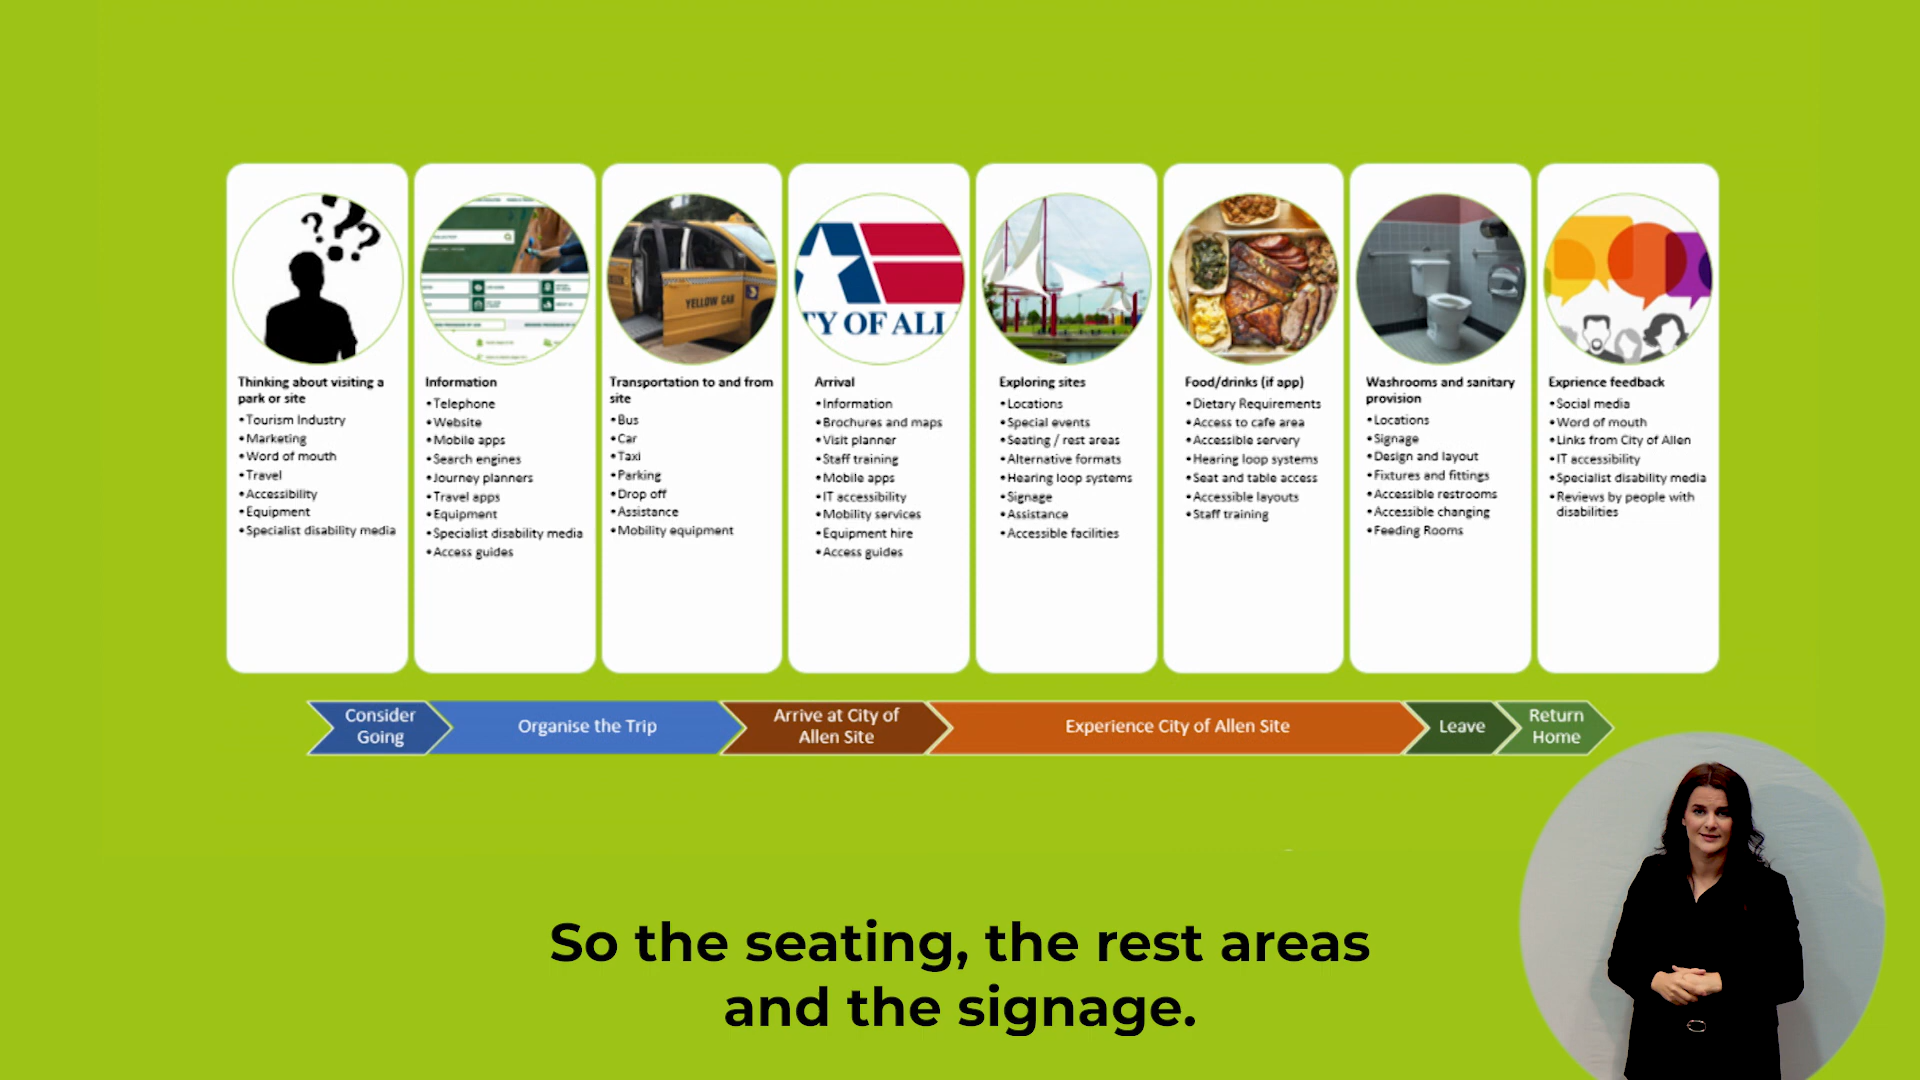 YELLOW CAB
TY OF ALL
Thinking about visiting a
park or site
•Tourism Industry
•Marketing
•Word of mouth
•Travel
•Accessibility
•Equipment
•Specialist disability media
Information
•Telephone
•Website
•Mobile apps
•Search engines
•Journey planners
•Travel apps
•Equipment
•Specialist disability media
•Access guides
Transportation to and from
site
•Bus
•Car
•Taxi
•Parking
•Drop off
•Assistance
•Mobility equipment
Arrival
•Information
•Brochures and maps
•Visit planner
•Staff training
•Mobile apps
•IT accessibility
•Mobility services
•Equipment hire
•Access guides
Exploring sites
•Locations
•Special events
•Seating / rest areas
•Alternative formats
•Hearing loop systems
•Signage
•Assistance
•Accessible facilities
Food/drinks (if app)
•Dietary Requirements
•Access to cafe area
•Accessible servery
•Hearing loop systems
•Seat and table access
•Accessible layouts
•Staff training
Washrooms and sanitary
provision
•Locations
•Signage
•Design and layout
•Fixtures and fittings
•Accessible restrooms
•Accessible changing
•Feeding Rooms
Exprience feedback
•Social media
•Word of mouth
•Links from City of Allen
•IT accessibility
•Specialist disability media
•Reviews by people with
disabilities
Consider
Going
Organise the Trip
Arrive at City of
Allen Site
Experience City of Allen Site
Leave
Return
Home
So the seating, the rest areas
and the signage.